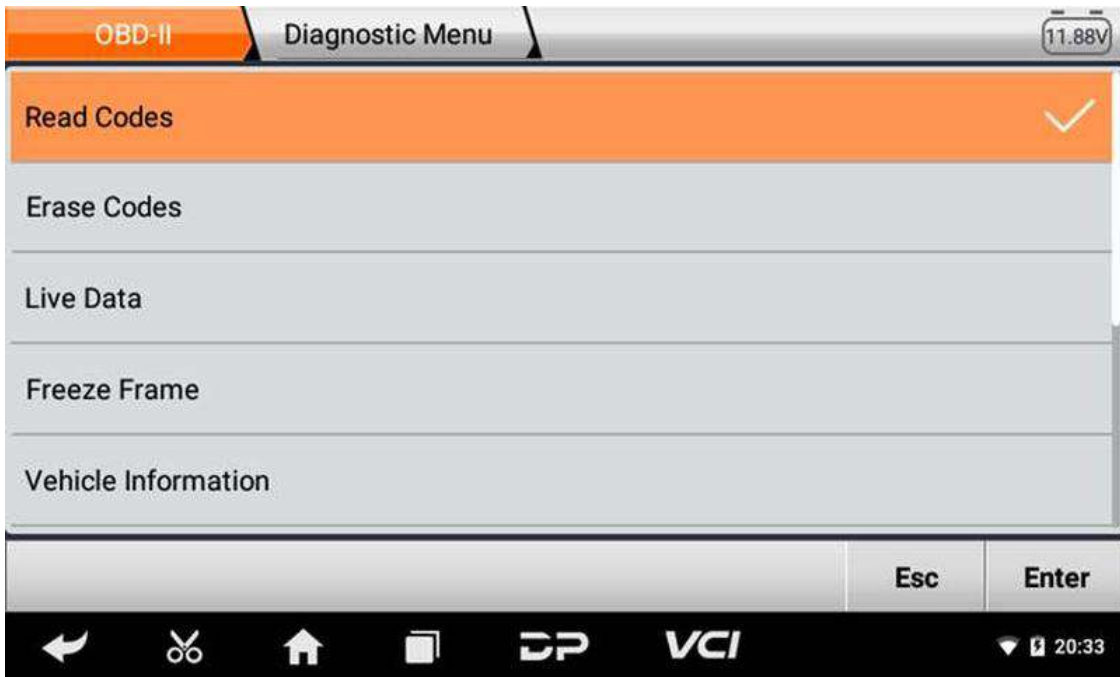 OBD-II
Diagnostic Menu
11.88V
Read Codes
Erase Codes
Live Data
Freeze Frame
Vehicle Information
Esc
Enter
DP
VCI
20:33